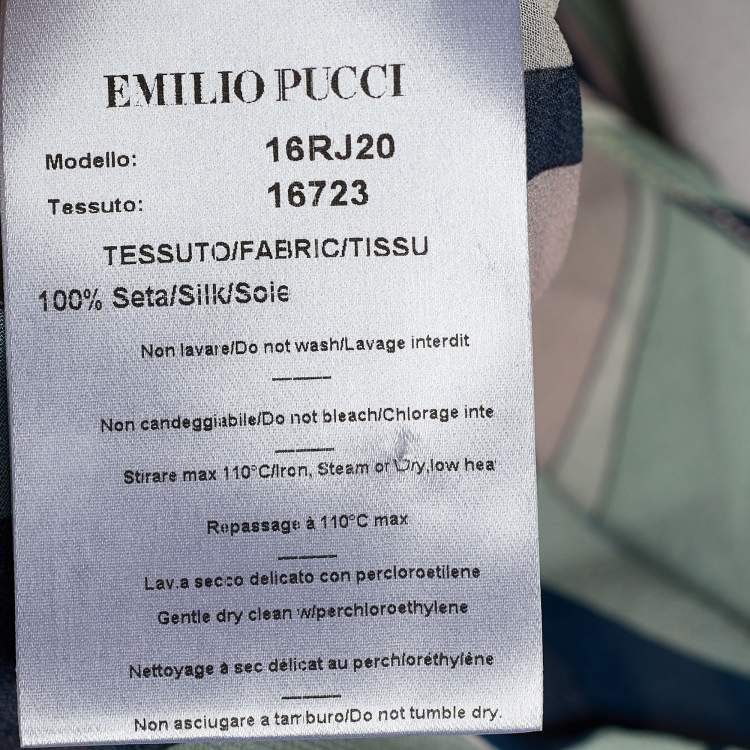 EMILIO PUCCI
Modello: 16RJ20
Tessuto: 16723
TESSUTO/FABRIC/TISSU
100% Seta/Silk/Soie
Non lavare/Do not wash/Lavage interdit
Non candeggiabile/Do not bleach/Chlorage inte
Stirare max 110°C/Iron, Steam or Dry,low hea
Repassage à 110°C max
Lav.a secco delicato con percloroetilene
Gentle dry clean w/perchloroethylene
Nettoyage à sec délicat au perchloréthylène
Non asciugare a tamburo/Do not tumble dry.